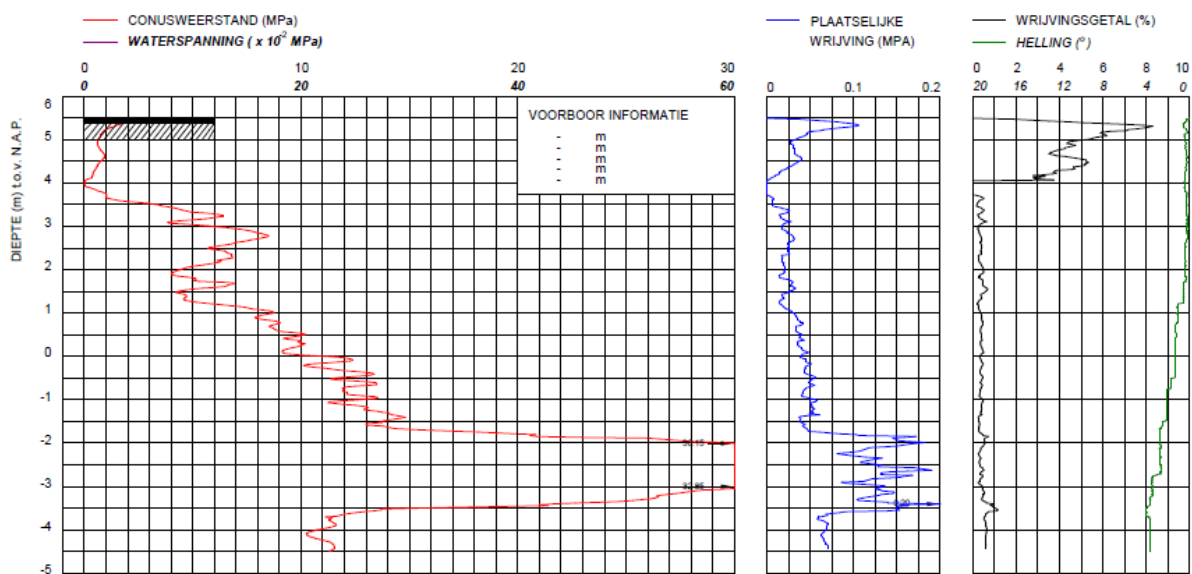 CONUSWEERSTAND (MPa)
WATERSPANNING ( x 10⁻² MPa)
PLAATSELIJKE
WRIJVING (MPA)
WRIJVINGSGETAL (%)
HELLING (°)
0 10 20 30
0 20 40 60
0 0.1 0.2
0 2 4 6 8 10
20 16 12 8 4 0
DIEPTE (m) t.o.v. N.A.P.
6
5
4
3
2
1
0
-1
-2
-3
-4
-5
VOORBOOR INFORMATIE
- m
- m
- m
- m